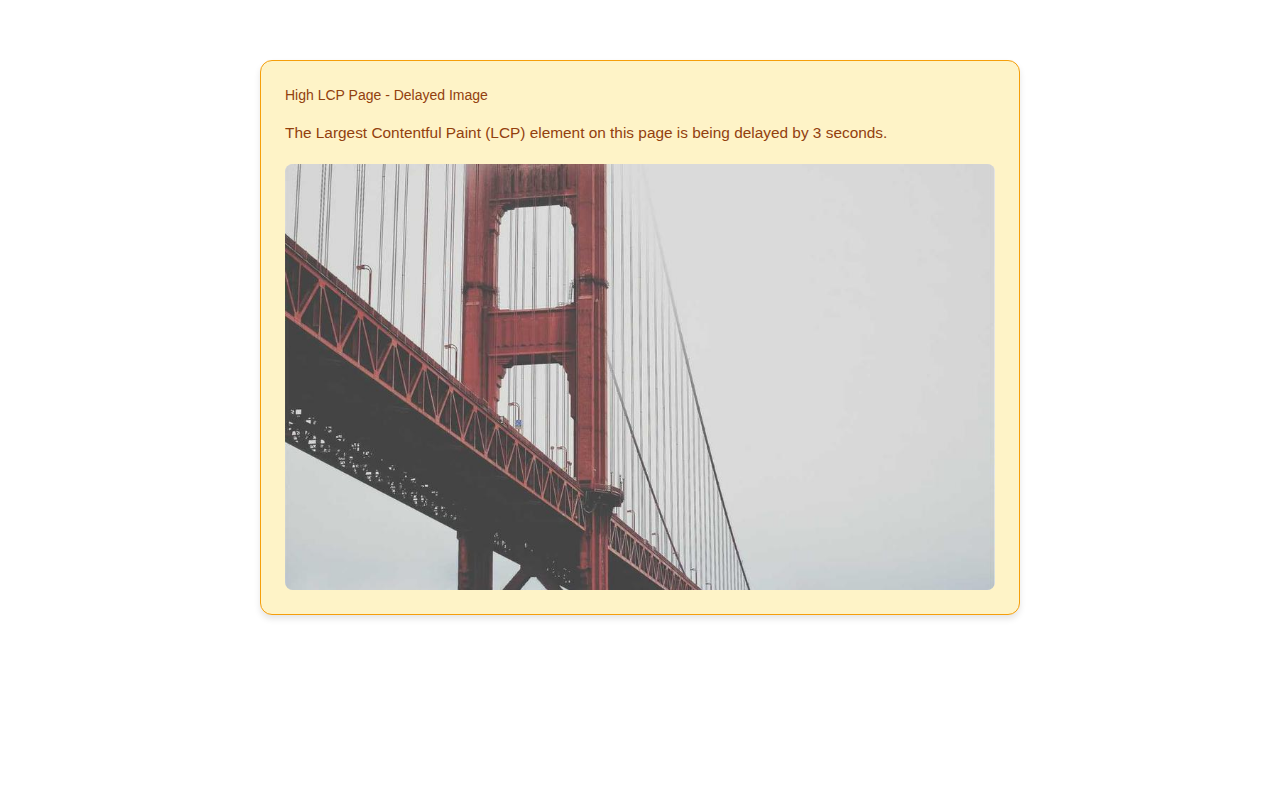 High LCP Page - Delayed Image
The Largest Contentful Paint (LCP) element on this page is being delayed by 3 seconds.